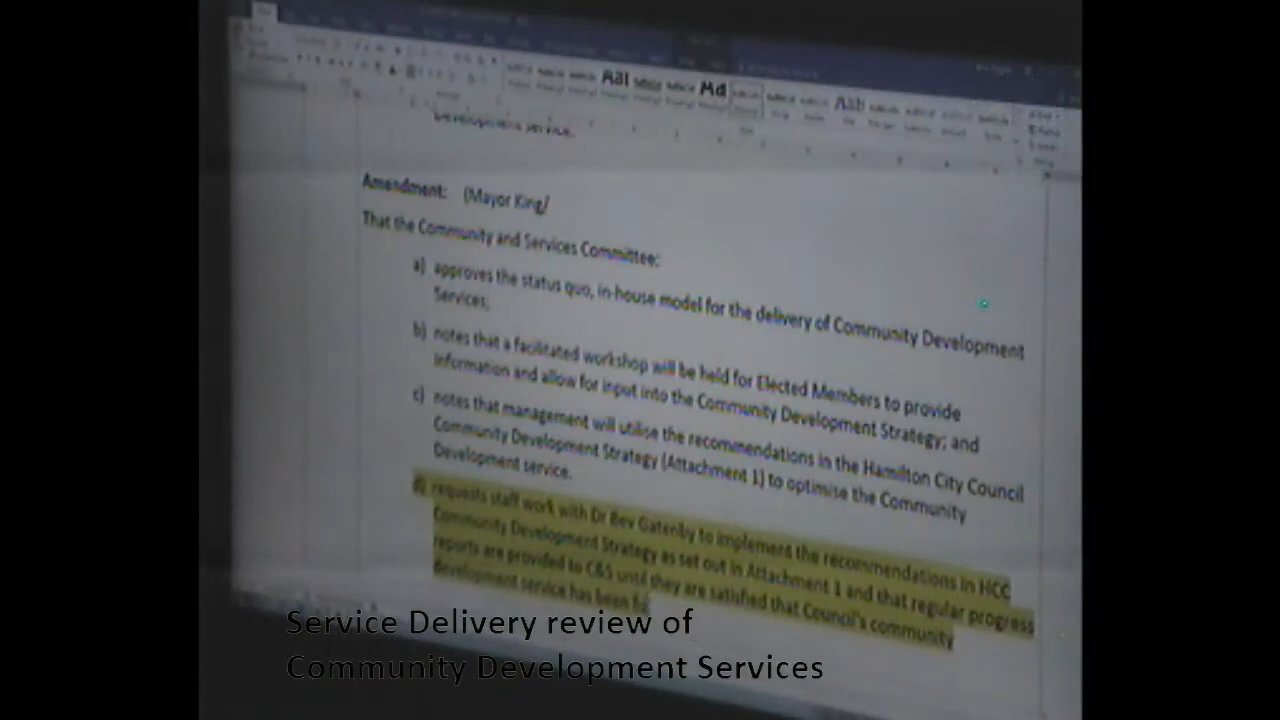 Development service.
Amendment: (Mayor King/
That the Community and Services Committee:
a) approves the status quo, in-house model for the delivery of Community Development
Services;
b) notes that a facilitated workshop will be held for Elected Members to provide
information and allow for input into the Community Development Strategy; and
c) notes that management will utilise the recommendations in the Hamilton City Council
Community Development Strategy (Attachment 1) to optimise the Community
Development service.
d) requests staff work with Dr Bev Gatenby to implement the recommendations in HCC
Community Development Strategy as set out in Attachment 1 and that regular progress
reports are provided to C&S until they are satisfied that Council's community
development service has been fu
Service Delivery review of
Community Development Services